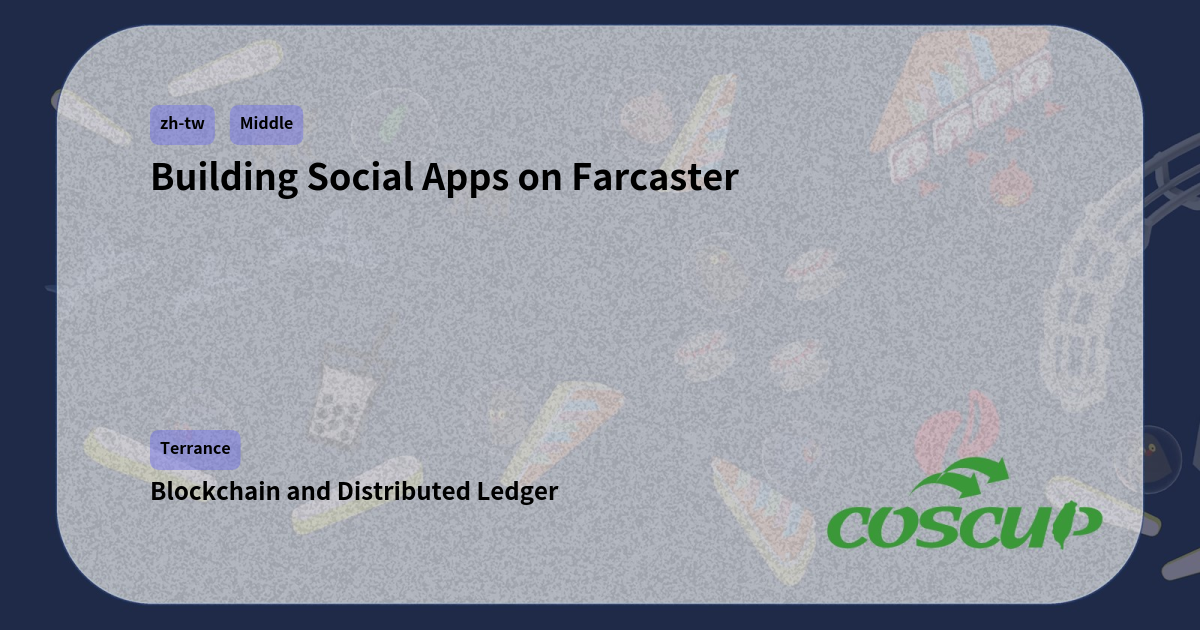 zh-tw Middle
Building Social Apps on Farcaster
Terrance
Blockchain and Distributed Ledger
COSCUP